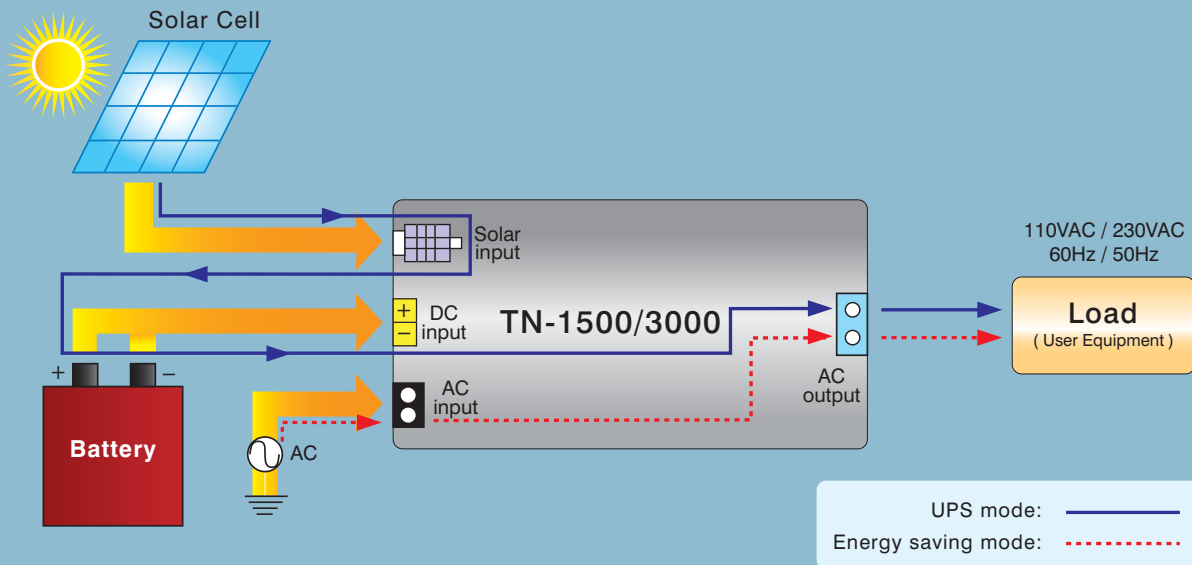 Solar Cell
Solar
input
110VAC / 230VAC
60Hz / 50Hz
+
−
DC
input
TN-1500/3000
Load
( User Equipment )
+
−
Battery
AC
AC
input
AC
output
UPS mode:
Energy saving mode: